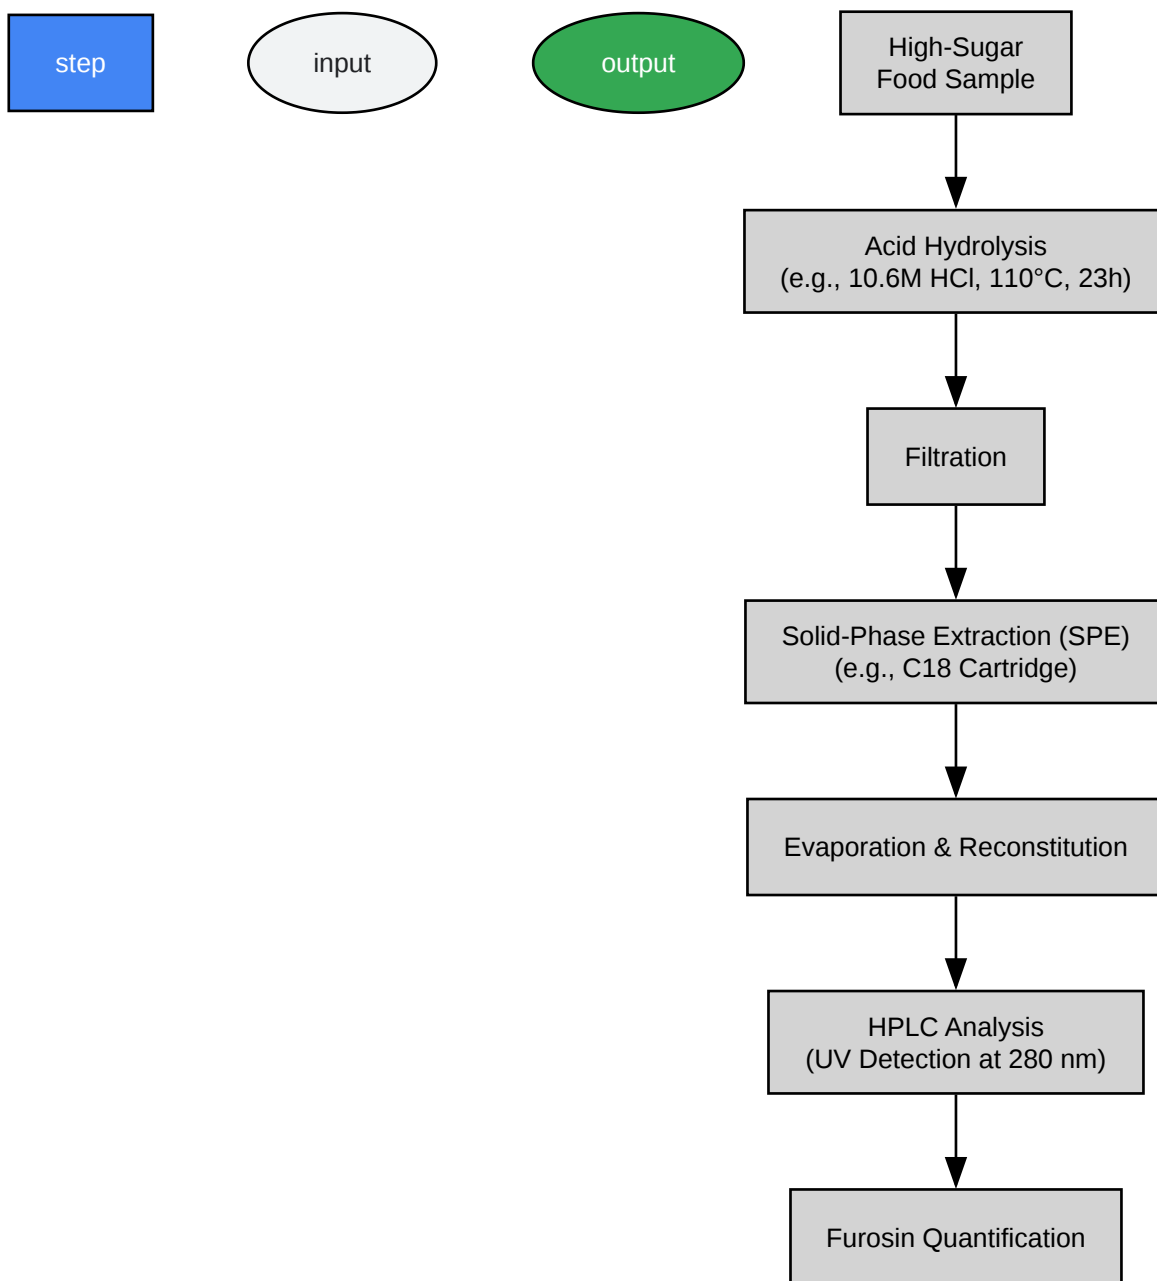 step
input
output
High-Sugar
Food Sample
Acid Hydrolysis
(e.g., 10.6M HCl, 110°C, 23h)
Filtration
Solid-Phase Extraction (SPE)
(e.g., C18 Cartridge)
Evaporation & Reconstitution
HPLC Analysis
(UV Detection at 280 nm)
Furosin Quantification